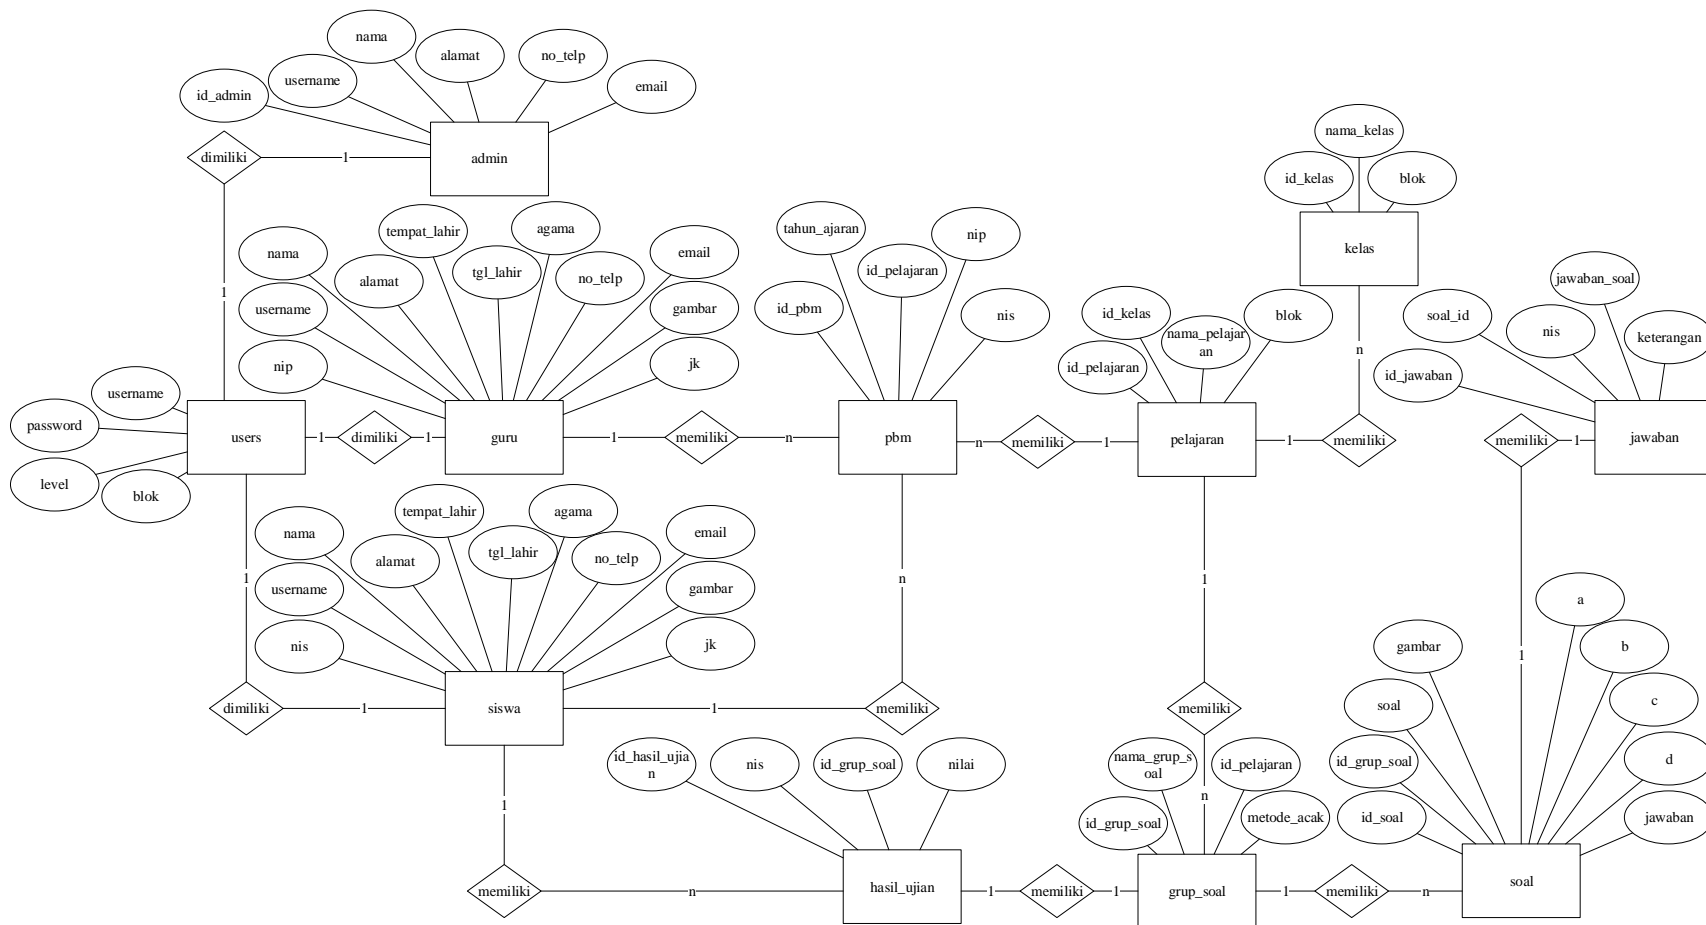 nama
alamat
no_telp
username
email
id_admin
dimiliki
1
admin
nama_kelas
id_kelas
blok
kelas
1
n
tempat_lahir
agama
nama
alamat
tgl_lahir
no_telp
email
username
gambar
nip
jk
tahun_ajaran
nip
id_pelajaran
id_pbm
nis
id_kelas
nama_pelajar
an
blok
id_pelajaran
jawaban_soal
soal_id
nis
keterangan
id_jawaban
username
password
level
blok
users
1
dimiliki
1
guru
1
memiliki
n
pbm
n
memiliki
1
pelajaran
1
memiliki
memiliki
1
jawaban
tempat_lahir
agama
nama
alamat
tgl_lahir
no_telp
email
username
gambar
nis
jk
1
n
1
1
dimiliki
1
siswa
1
memiliki
memiliki
n
a
b
gambar
c
soal
d
id_grup_soal
id_soal
jawaban
id_hasil_ujia
n
nis
id_grup_soal
nilai
nama_grup_s
oal
id_pelajaran
id_grup_soal
metode_acak
1
memiliki
n
hasil_ujian
1
memiliki
1
grup_soal
1
memiliki
n
soal